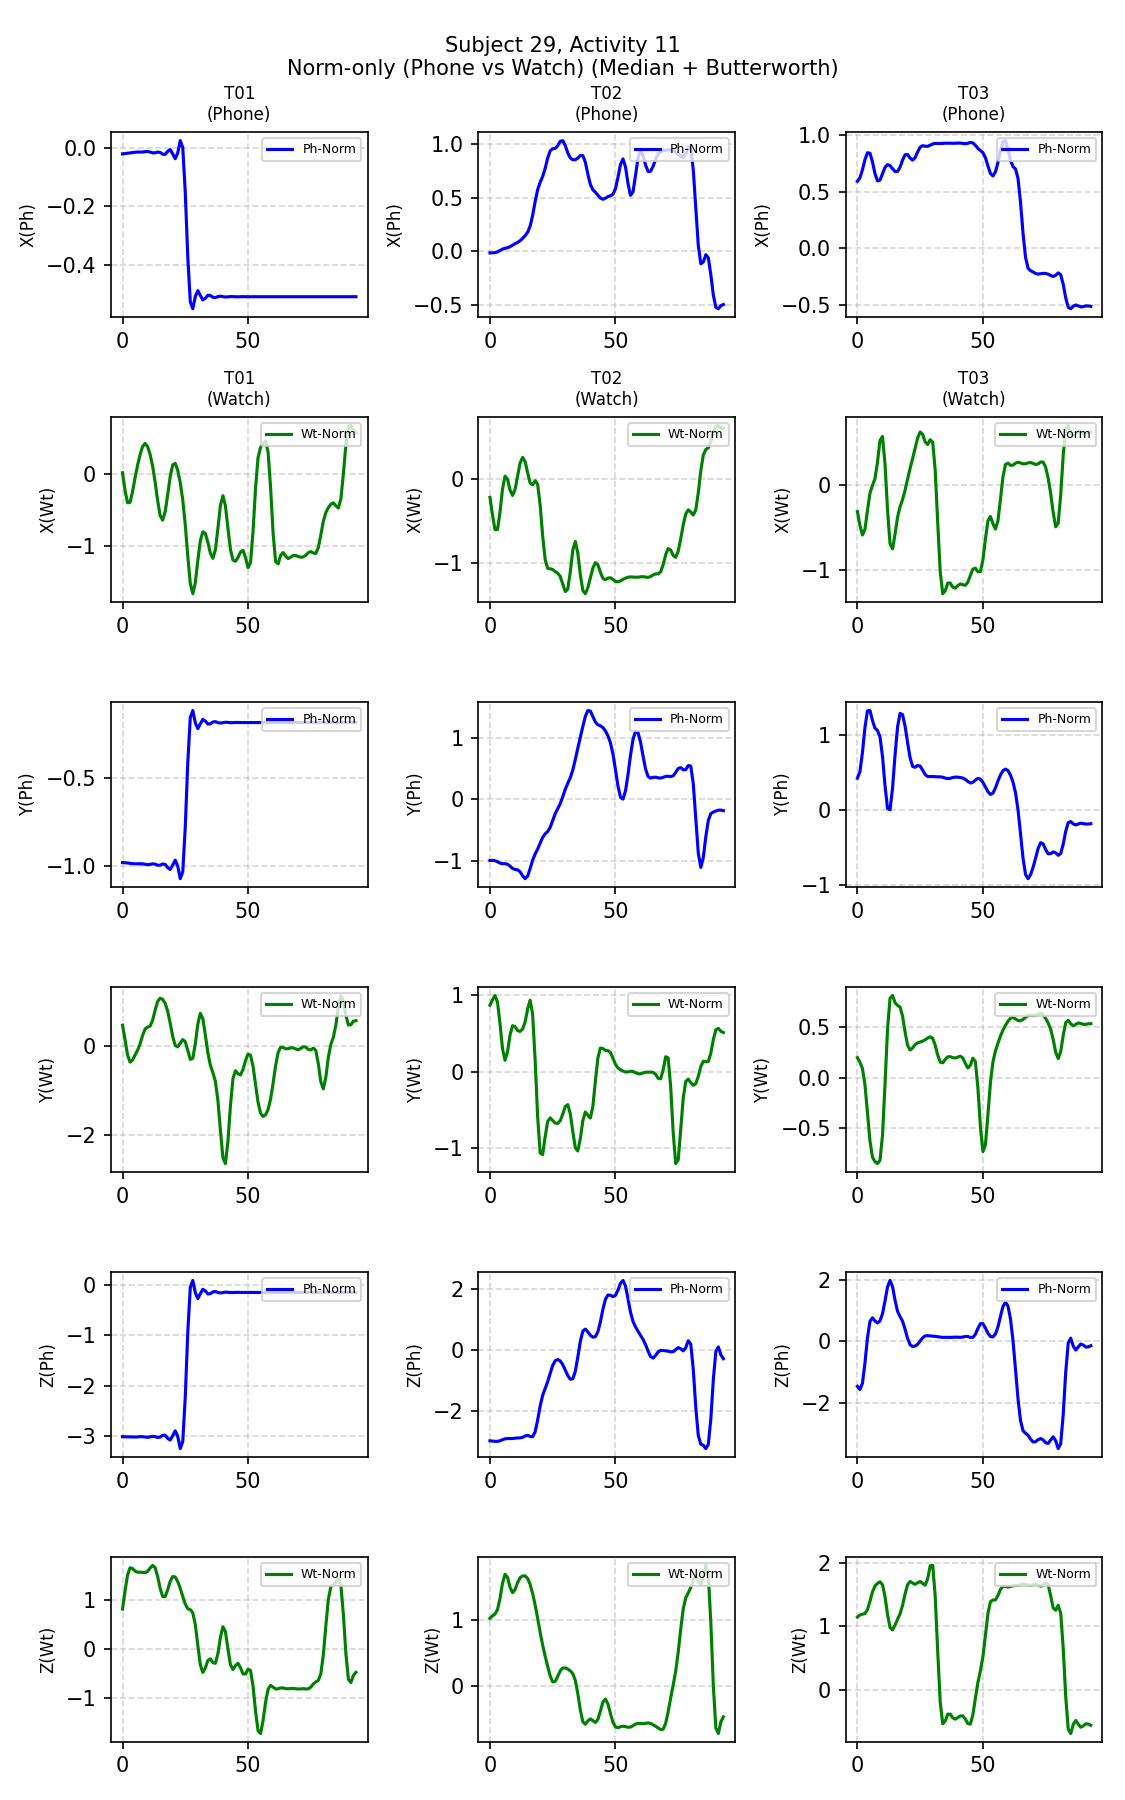 Subject 29, Activity 11
Norm-only (Phone vs Watch) (Median + Butterworth)
T01
(Phone)
T02
(Phone)
T03
(Phone)
X(Ph)
0.0
−0.2
−0.4
0
50
Ph-Norm
X(Ph)
1.0
0.5
0.0
−0.5
0
50
Ph-Norm
X(Ph)
1.0
0.5
0.0
−0.5
0
50
Ph-Norm
T01
(Watch)
T02
(Watch)
T03
(Watch)
X(Wt)
0
−1
0
50
Wt-Norm
X(Wt)
0
−1
0
50
Wt-Norm
X(Wt)
0
−1
0
50
Wt-Norm
Y(Ph)
−0.5
−1.0
0
50
Ph-Norm
Y(Ph)
1
0
−1
0
50
Ph-Norm
Y(Ph)
1
0
−1
0
50
Ph-Norm
Y(Wt)
0
−2
0
50
Wt-Norm
Y(Wt)
1
0
−1
0
50
Wt-Norm
Y(Wt)
0.5
0.0
−0.5
0
50
Wt-Norm
Z(Ph)
0
−1
−2
−3
0
50
Ph-Norm
Z(Ph)
2
0
−2
0
50
Ph-Norm
Z(Ph)
2
0
−2
0
50
Ph-Norm
Z(Wt)
1
0
−1
0
50
Wt-Norm
Z(Wt)
1
0
0
50
Wt-Norm
Z(Wt)
2
1
0
0
50
Wt-Norm